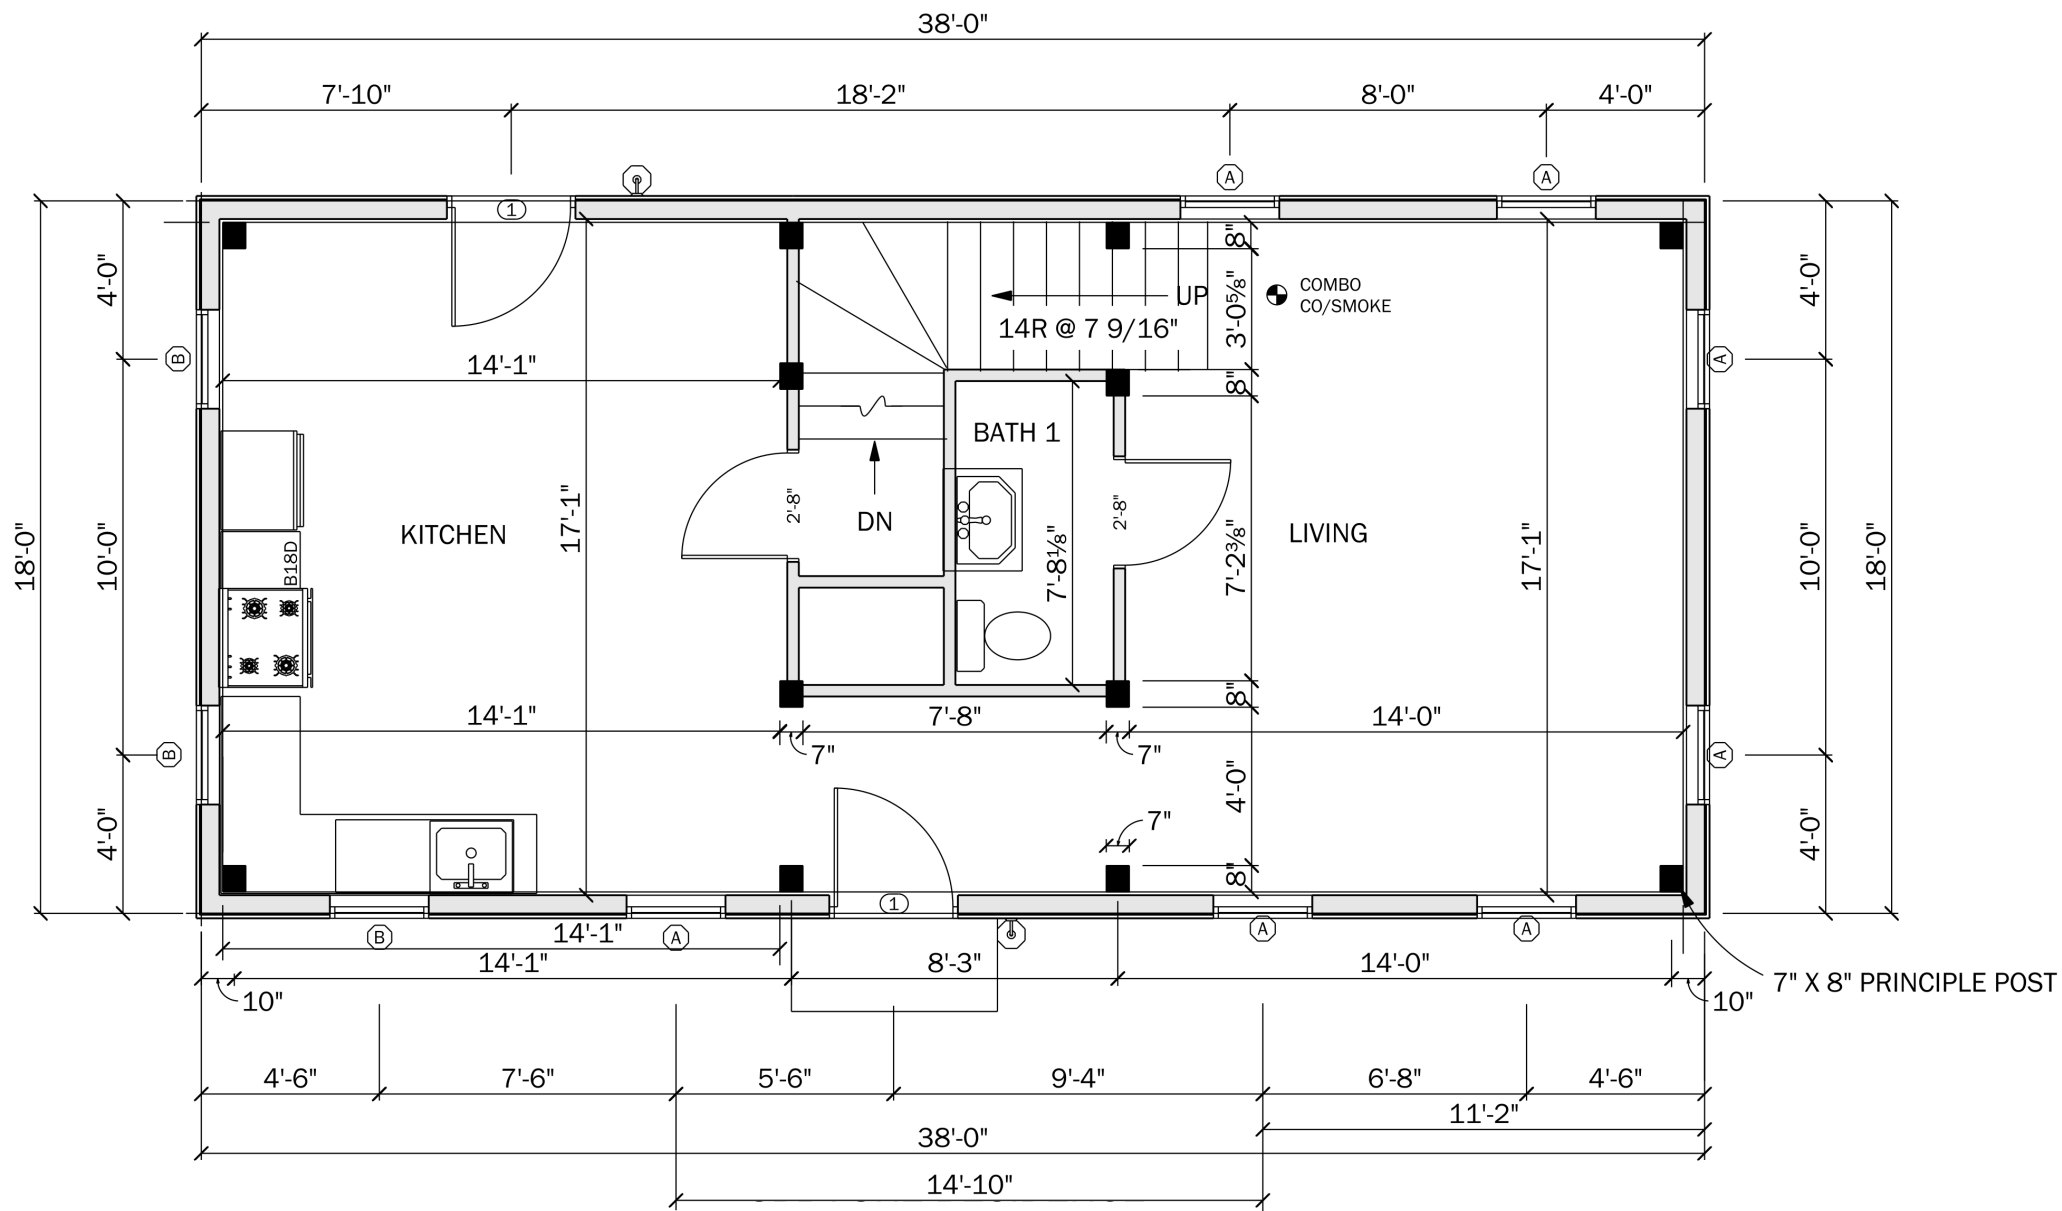 38'-0"
7'-10" 18'-2" 8'-0" 4'-0"
A A
1
8"
4'-0" 4'-0"
COMBO
CO/SMOKE
UP
3'-0⅝"
14R @ 7 9/16"
B A
14'-1"
8"
BATH 1
2'-8" 2'-8"
DN
KITCHEN 17'-1" LIVING 17'-1"
18'-0" 10'-0" 7'-8⅛" 7'-2⅜" 10'-0" 18'-0"
B18D
8"
14'-1" 7'-8" 14'-0"
7" 7"
B A
4'-0"
7"
4'-0" 4'-0"
8"
1
B A A A
14'-1"
14'-1" 8'-3" 14'-0"
7" X 8" PRINCIPLE POST
10" 10"
4'-6" 7'-6" 5'-6" 9'-4" 6'-8" 4'-6"
11'-2"
38'-0"
14'-10"